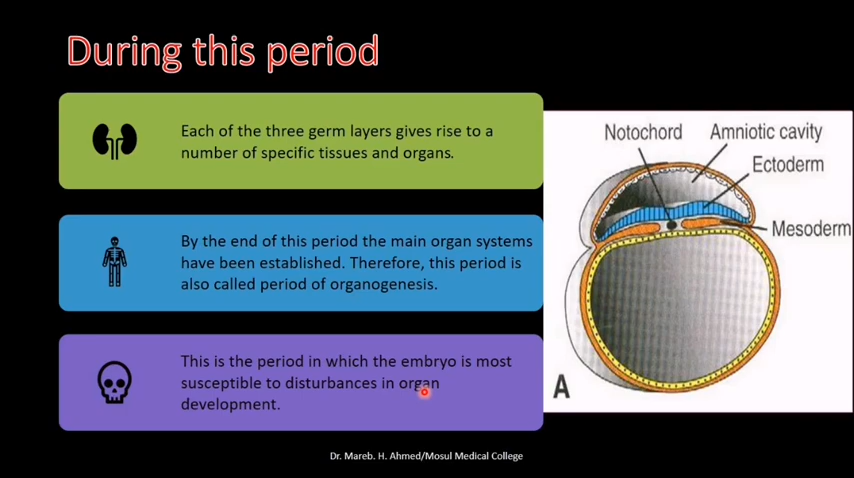 During this period
Each of the three germ layers gives rise to a
number of specific tissues and organs.
By the end of this period the main organ systems
have been established. Therefore, this period is
also called period of organogenesis.
This is the period in which the embryo is most
susceptible to disturbances in organ
development.
Notochord
Amniotic cavity
Ectoderm
Mesoderm
A
Dr. Mareb. H. Ahmed/Mosul Medical College